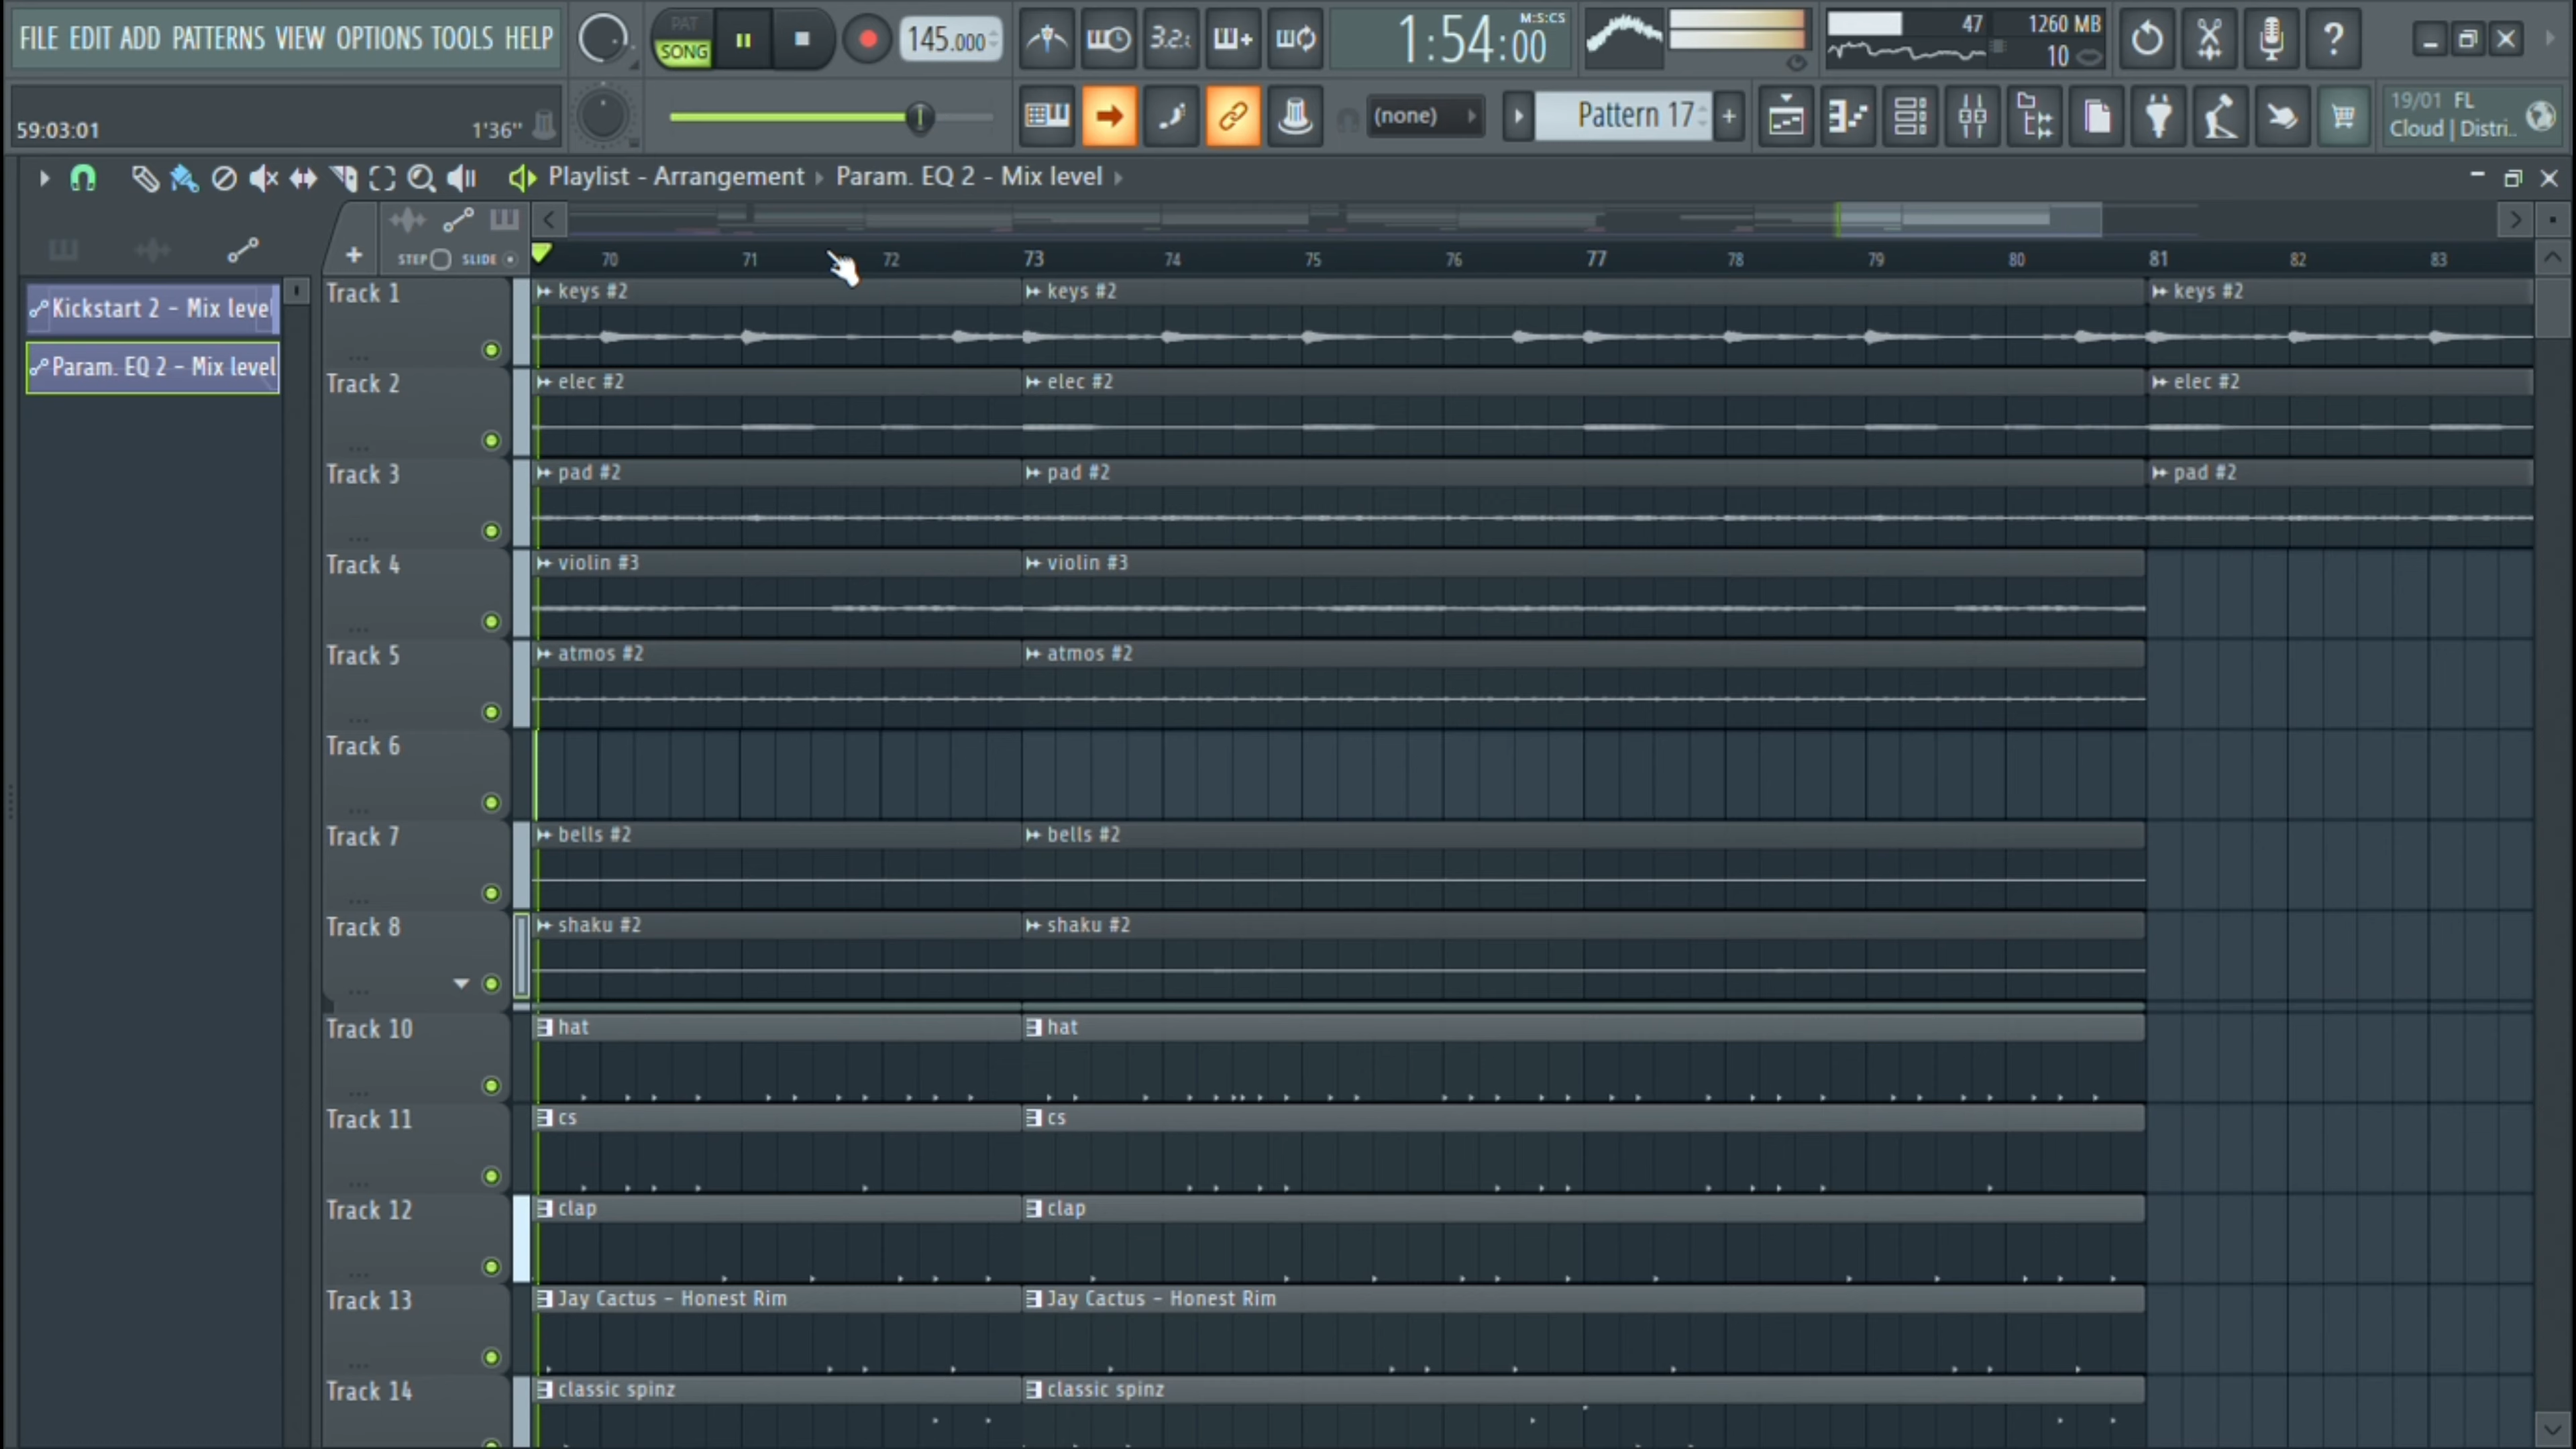 FILE EDIT ADD PATTERNS VIEW OPTIONS TOOLS HELP
PAT
SONG
145.000
3.2.
M:S:CS
1:54:00
47
1260 MB
10
?
59:03:01
1'36"
(none)
Pattern 17
+
19/01 FL
Cloud | Distri..
Playlist - Arrangement
Param. EQ 2 - Mix level
STEP
SLIDE
70 71 72 73 74 75 76 77 78 79 80 81 82 83
Kickstart 2 - Mix level
Param. EQ 2 - Mix level
Track 1
keys #2
keys #2
keys #2
Track 2
elec #2
elec #2
elec #2
Track 3
pad #2
pad #2
pad #2
Track 4
violin #3
violin #3
Track 5
atmos #2
atmos #2
Track 6
Track 7
bells #2
bells #2
Track 8
shaku #2
shaku #2
Track 10
hat
hat
Track 11
cs
cs
Track 12
clap
clap
Track 13
Jay Cactus - Honest Rim
Jay Cactus - Honest Rim
Track 14
classic spinz
classic spinz